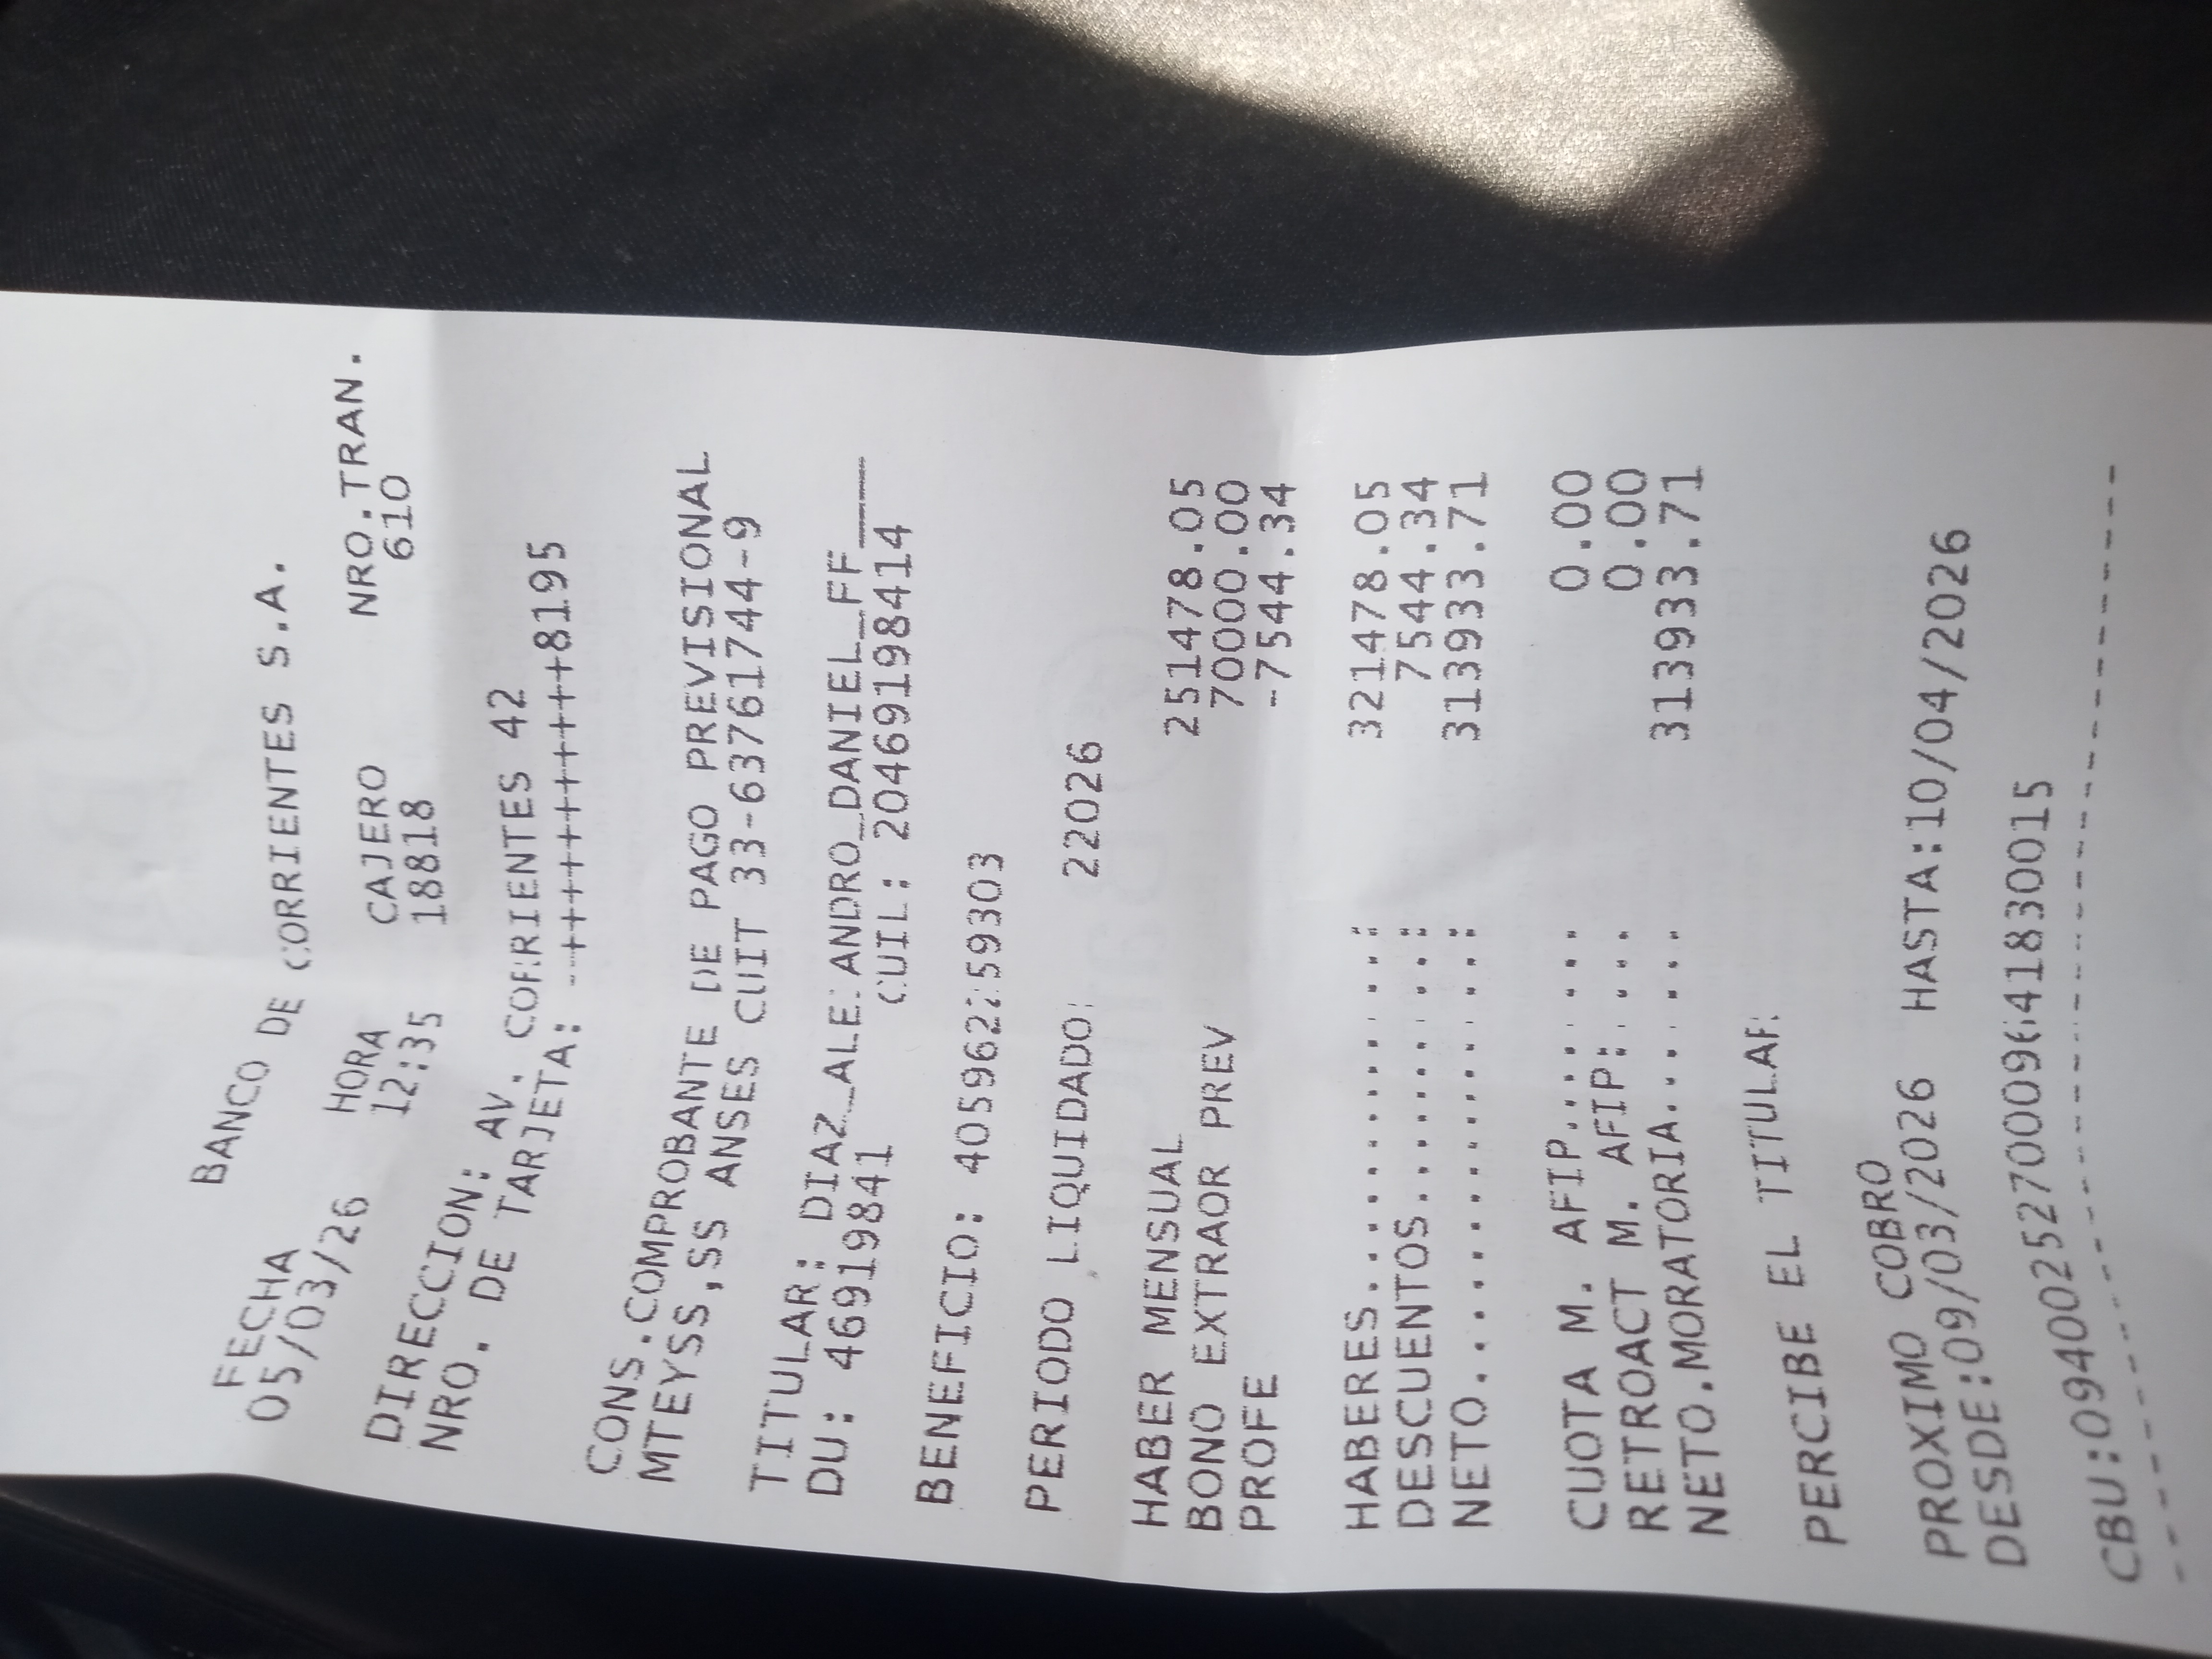 BANCO DE CORRIENTES S.A.
FECHA HORA CAJERO NRO.TRAN.
05/03/26 12:35 18818 610
DIRECCION: AV. CORRIENTES 42
NRO. DE TARJETA: -+++++++++++8195
CONS.COMPROBANTE DE PAGO PREVISIONAL
MTEYSS,SS ANSES CUIT 33-63761744-9
TITULAR: DIAZ_ALEJANDRO_DANIEL_FF____
DU: 46919841 CUIL: 20469198414
BENEFICIO:
PERIODO LIQUIDADO: 22026
HABER MENSUAL 251478.05
BONO EXTRAOR PREV 70000.00
PROFE -7544.34
HABERES...........: 321478.05
DESCUENTOS........: 7544.34
NETO..............: 313933.71
CUOTA M. AFIP....... 0.00
RETROACT M. AFIP:... 0.00
NETO.MORATORIA...... 313933.71
PERCIBE EL TITULAR
PROXIMO COBRO
DESDE:09/03/2026 HASTA:10/04/2026
CBU: